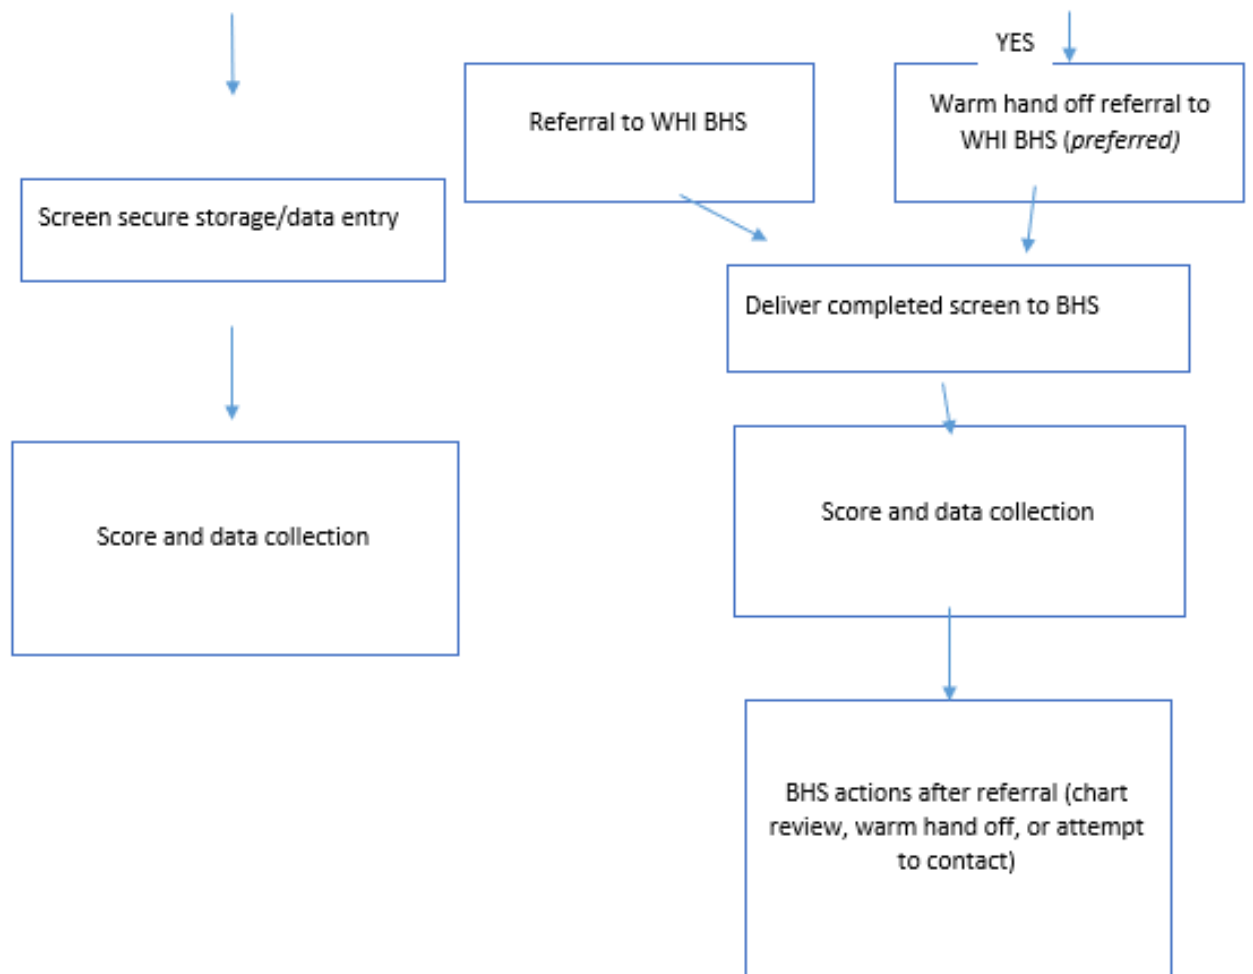 YES
Referral to WHI BHS
Warm hand off referral to
WHI BHS (preferred)
Screen secure storage/data entry
Deliver completed screen to BHS
Score and data collection
Score and data collection
BHS actions after referral (chart
review, warm hand off, or attempt
to contact)